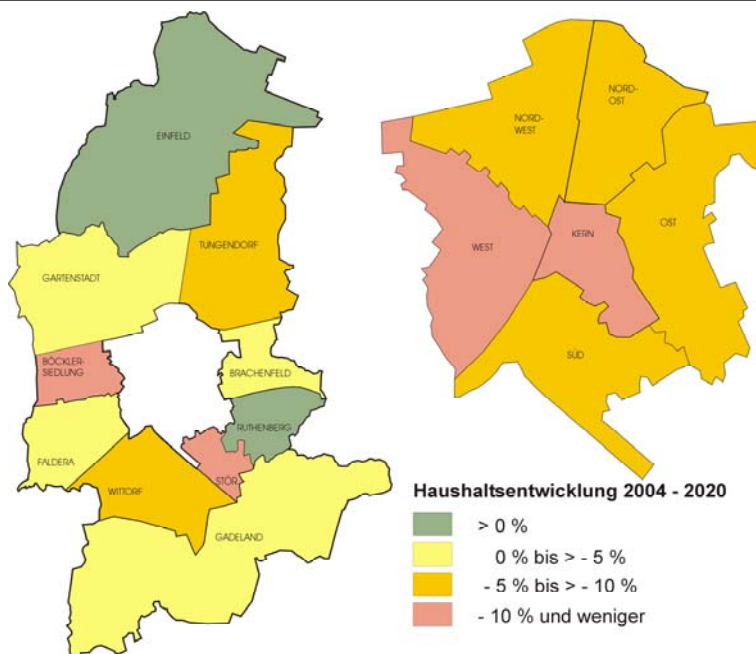 EINFELD
TUNGENDORF
GARTENSTADT
BÖCKLER-
SIEDLUNG
BRACHENFELD
RUTHENBERG
FALDERA
STÖR
WITTORF
GADELAND
NORD-
OST
NORD-
WEST
OST
KERN
WEST
SÜD
Haushaltsentwicklung 2004 - 2020
> 0 %
0 % bis > - 5 %
- 5 % bis > - 10 %
- 10 % und weniger